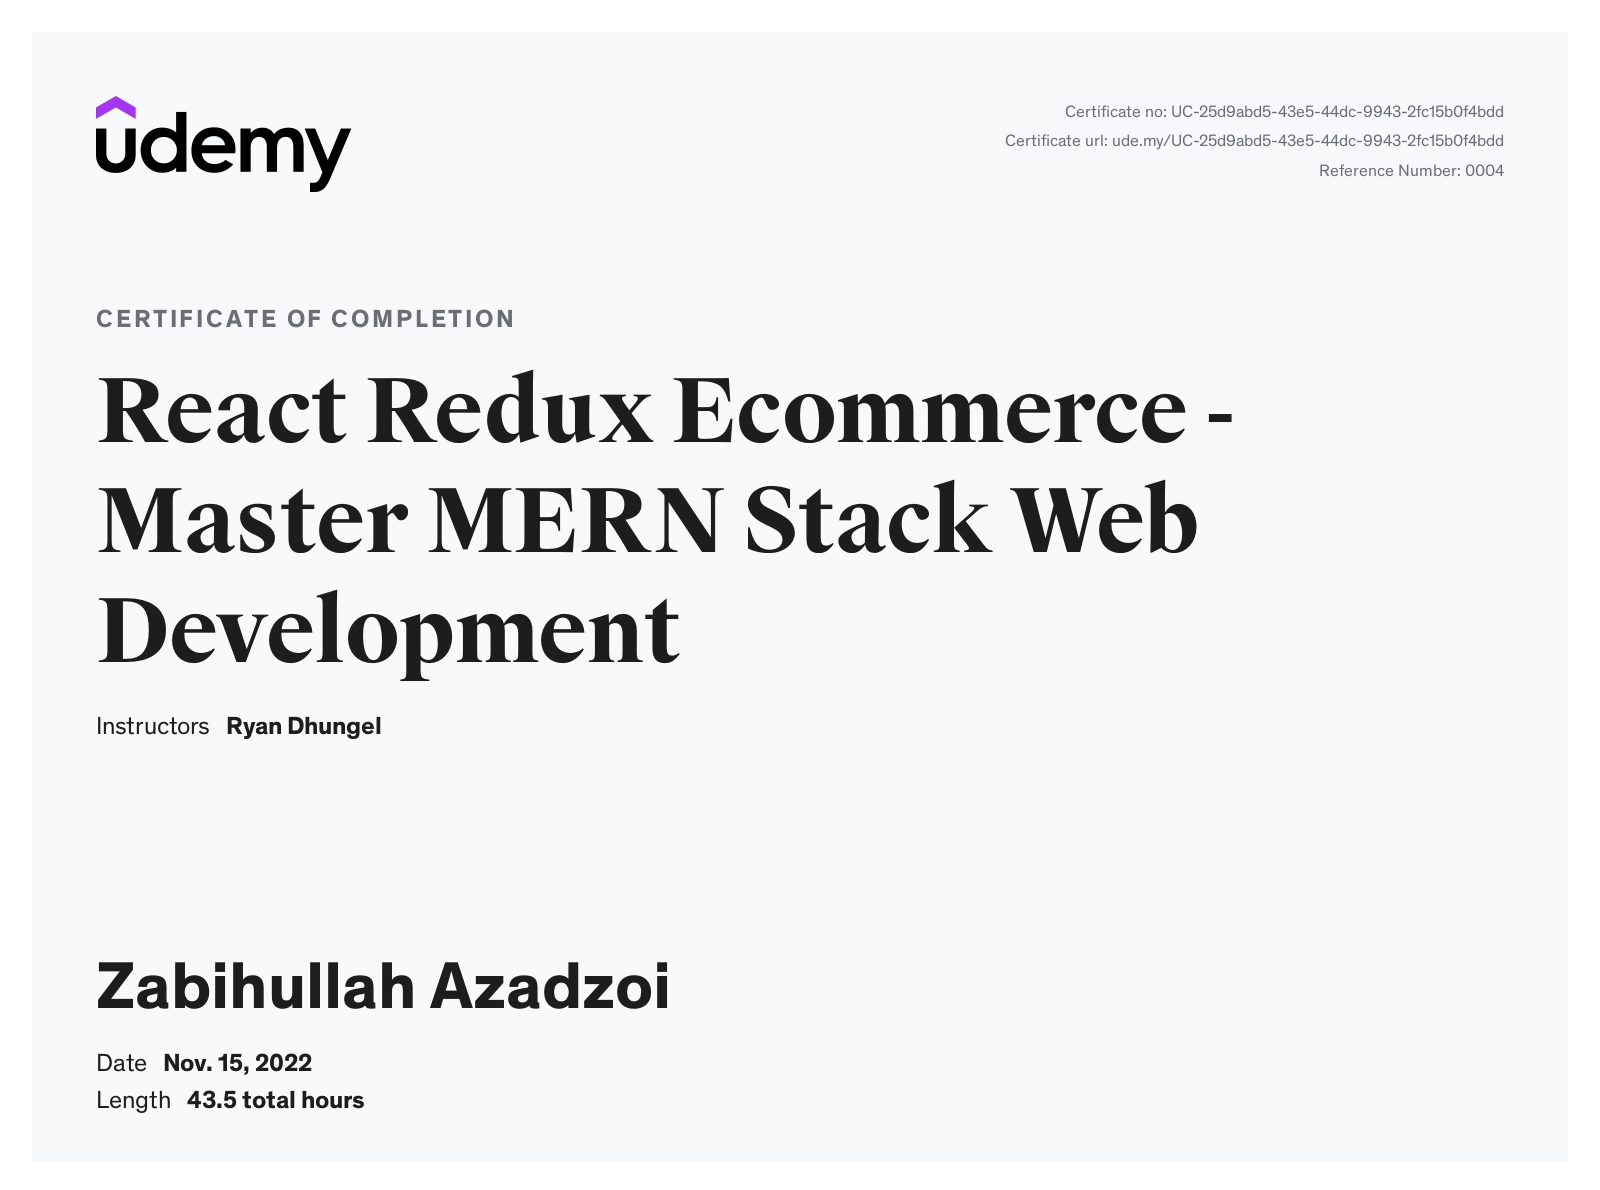 udemy
Certificate no: UC-25d9abd5-43e5-44dc-9943-2fc15b0f4bdd
Certificate url: ude.my/UC-25d9abd5-43e5-44dc-9943-2fc15b0f4bdd
Reference Number: 0004
CERTIFICATE OF COMPLETION
React Redux Ecommerce -
Master MERN Stack Web
Development
Instructors Ryan Dhungel
Zabihullah Azadzoi
Date Nov. 15, 2022
Length 43.5 total hours